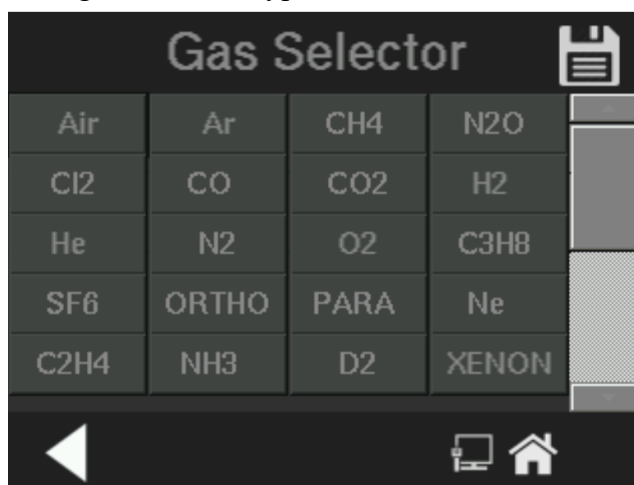 Gas Selector
Air Ar CH4 N2O
Cl2 CO CO2 H2
He N2 O2 C3H8
SF6 ORTHO PARA Ne
C2H4 NH3 D2 XENON